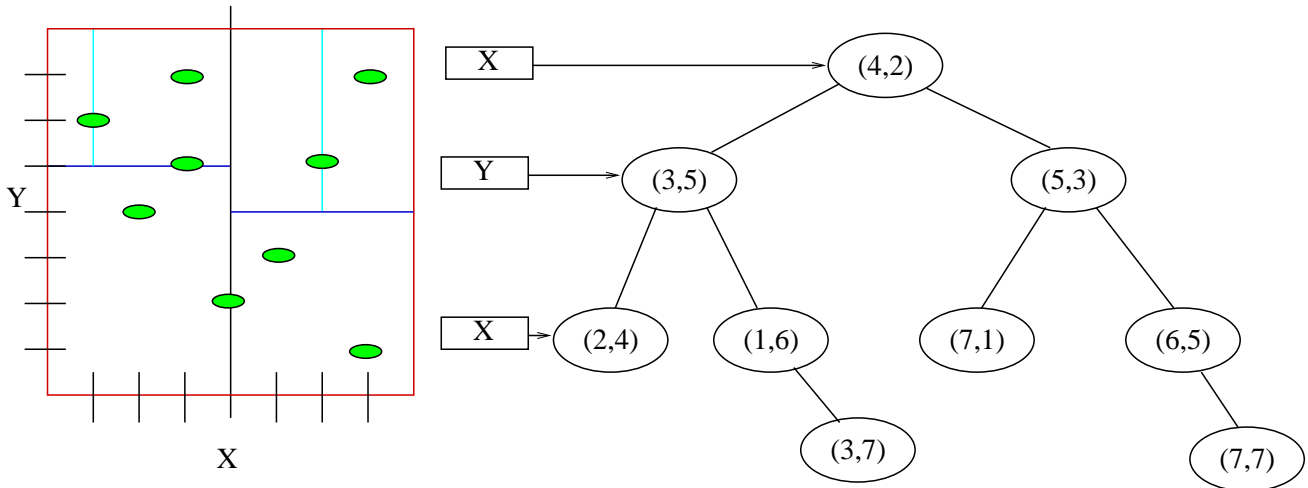 X
(4,2)
Y
(3,5)
(5,3)
Y
X
(2,4)
(1,6)
(7,1)
(6,5)
X
(3,7)
(7,7)